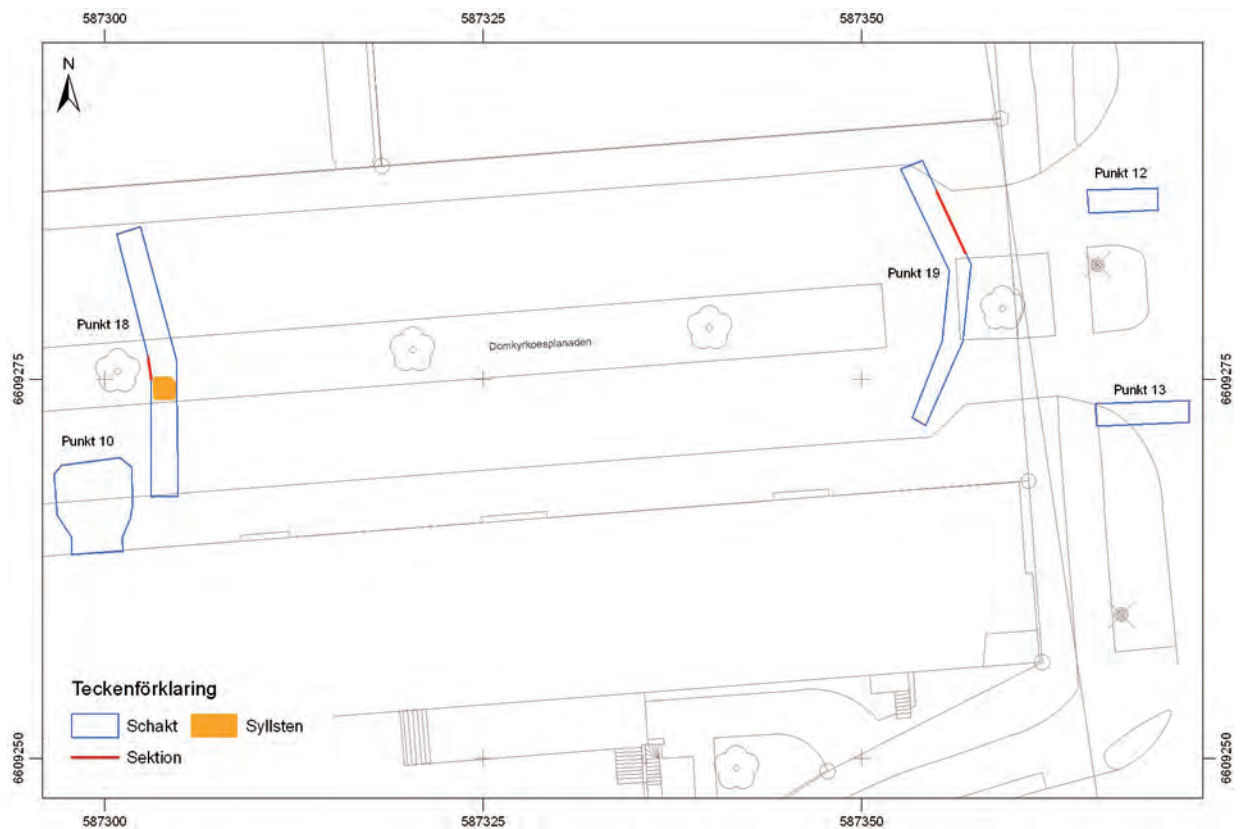 587300 587325 587350
N
Punkt 12
Punkt 19
Punkt 18
Domkyrkoesplanaden
6609275 6609275
Punkt 13
Punkt 10
Teckenförklaring
Schakt Syllsten
Sektion
6609250 6609250
587300 587325 587350